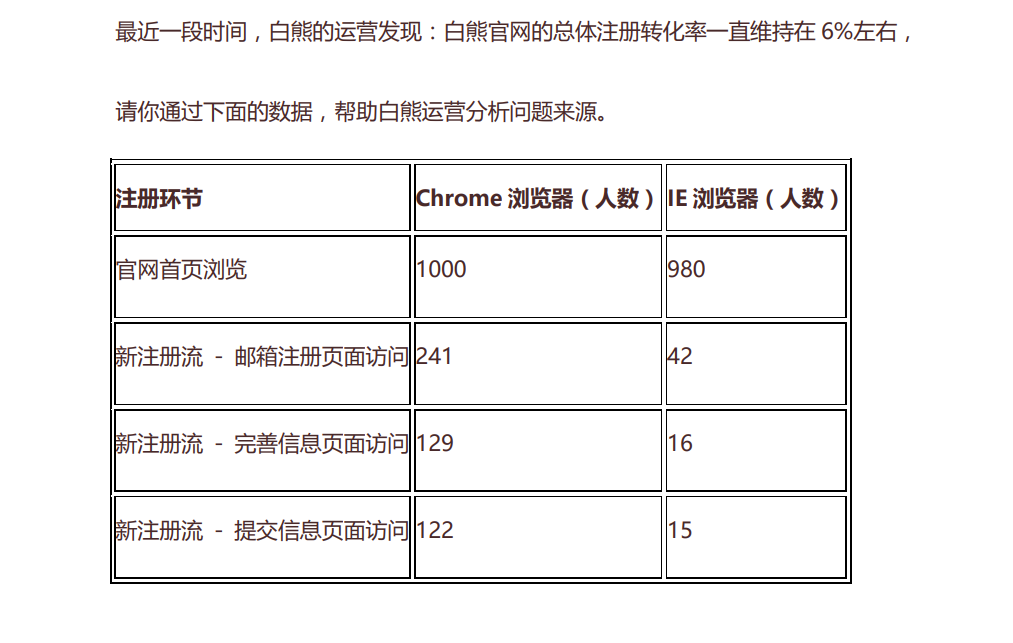 最近一段时间，白熊的运营发现：白熊官网的总体注册转化率一直维持在 6%左右，
请你通过下面的数据，帮助白熊运营分析问题来源。
注册环节 Chrome 浏览器（人数） IE 浏览器（人数）
官网首页浏览 1000 980
新注册流 - 邮箱注册页面访问 241 42
新注册流 - 完善信息页面访问 129 16
新注册流 - 提交信息页面访问 122 15